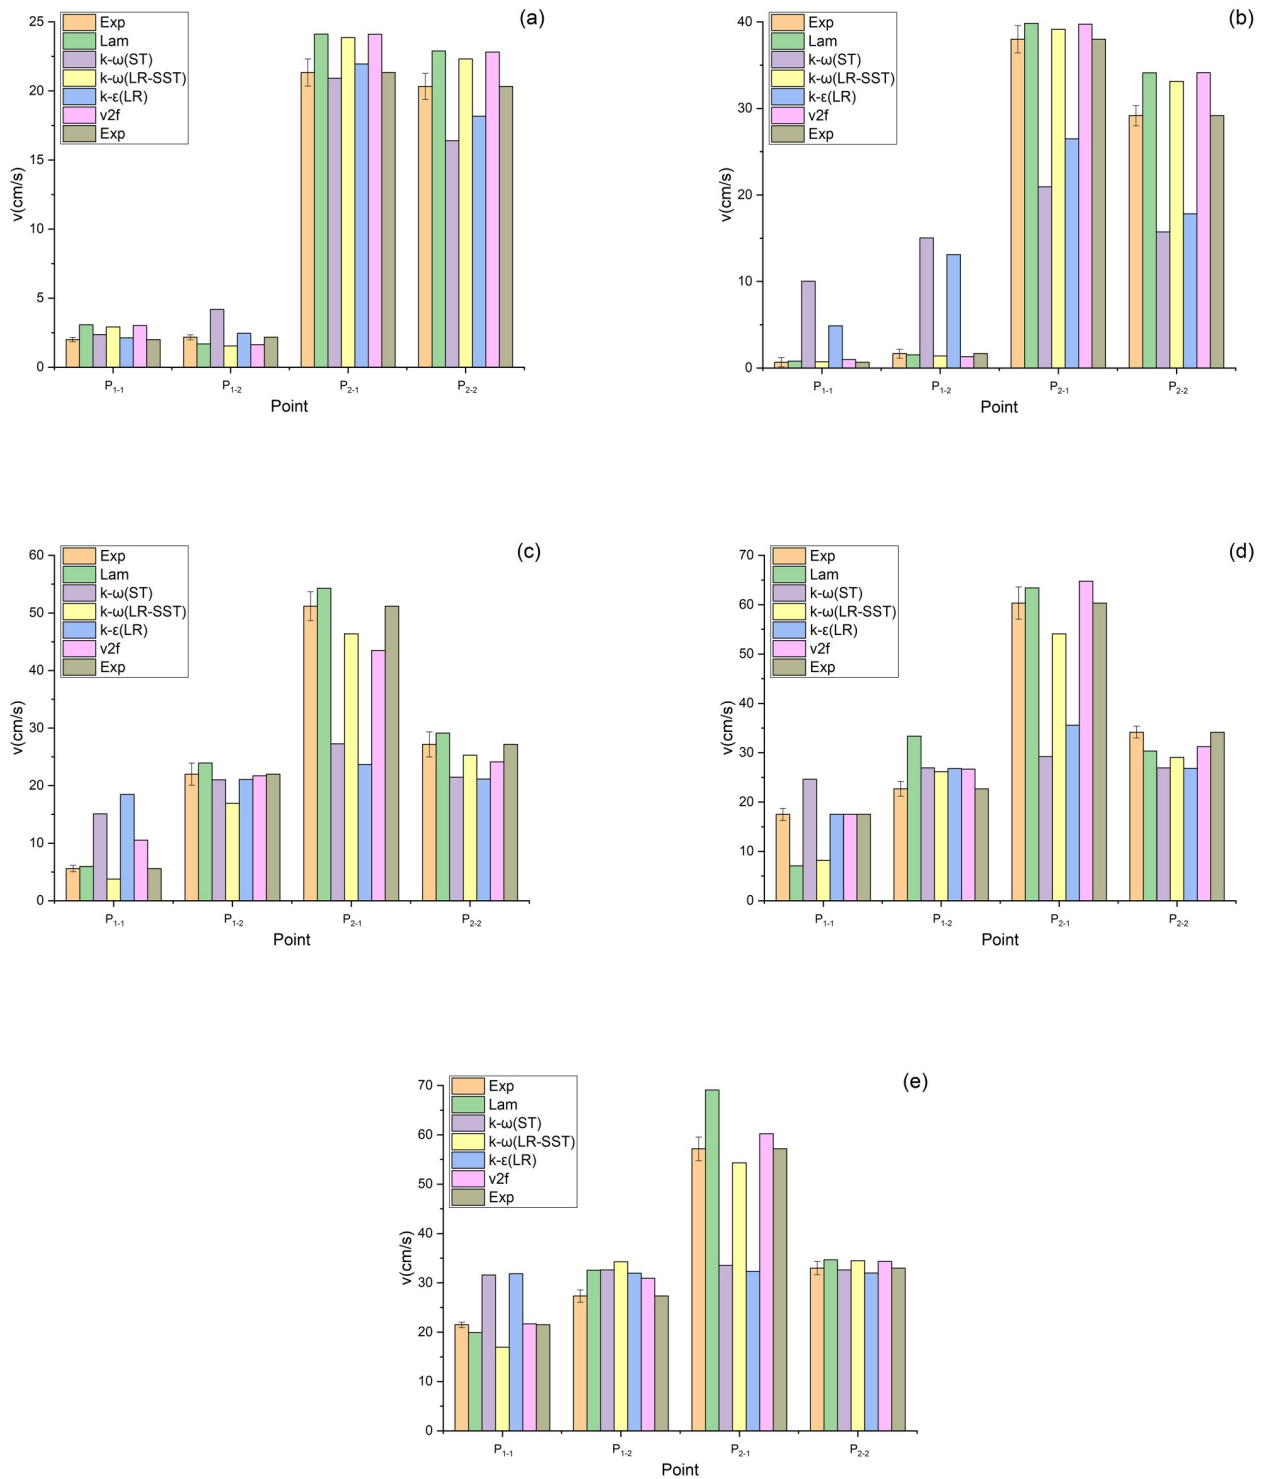 (a)
Exp
Lam
k-ω(ST)
k-ω(LR-SST)
k-ε(LR)
v2f
Exp
25
20
15
10
5
0
v(cm/s)
P1-1 P1-2 P2-1 P2-2
Point
(b)
Exp
Lam
k-ω(ST)
k-ω(LR-SST)
k-ε(LR)
v2f
Exp
40
30
20
10
0
v(cm/s)
P1-1 P1-2 P2-1 P2-2
Point
(c)
Exp
Lam
k-ω(ST)
k-ω(LR-SST)
k-ε(LR)
v2f
Exp
60
50
40
30
20
10
0
v(cm/s)
P1-1 P1-2 P2-1 P2-2
Point
(d)
Exp
Lam
k-ω(ST)
k-ω(LR-SST)
k-ε(LR)
v2f
Exp
70
60
50
40
30
20
10
0
v(cm/s)
P1-1 P1-2 P2-1 P2-2
Point
(e)
Exp
Lam
k-ω(ST)
k-ω(LR-SST)
k-ε(LR)
v2f
Exp
70
60
50
40
30
20
10
0
v(cm/s)
P1-1 P1-2 P2-1 P2-2
Point